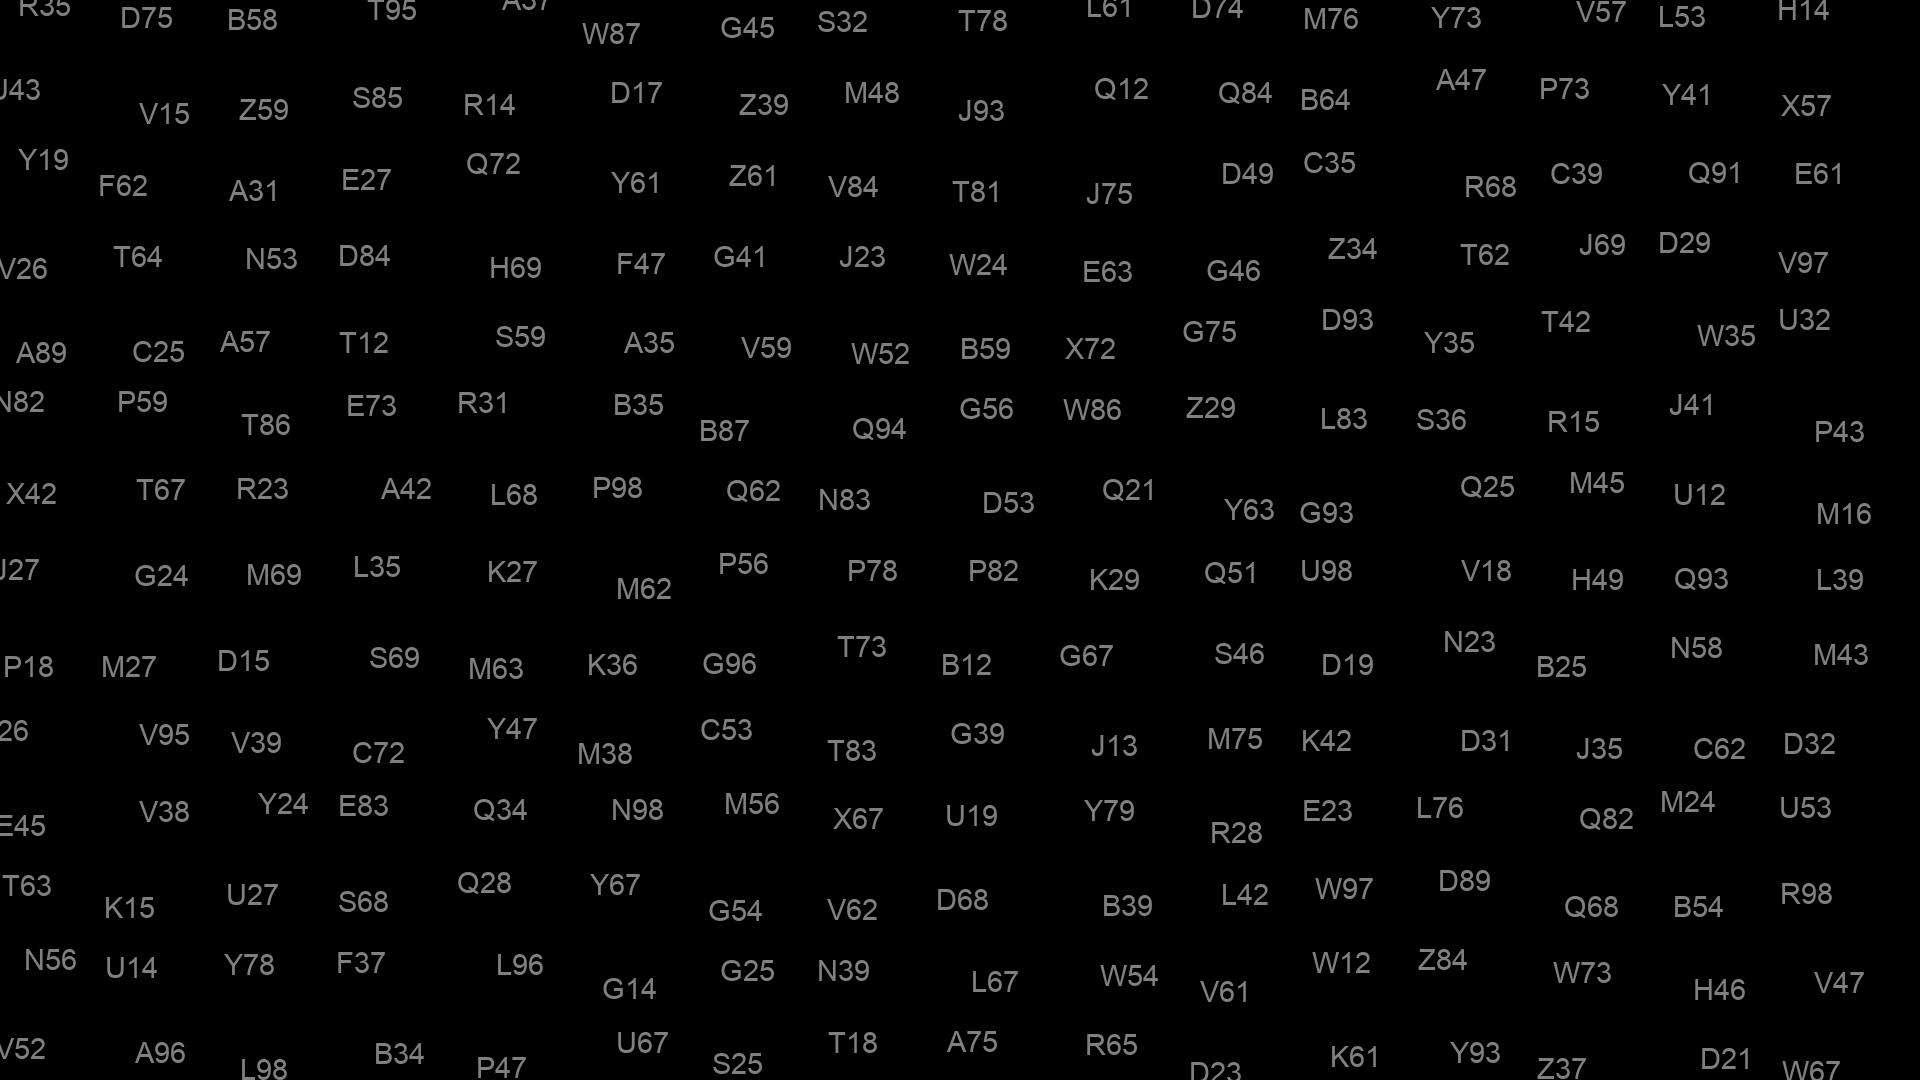 R35 D75 B58 T95 A37 W87 G45 S32 T78 L61 D74 M76 Y73 V57 L53 H14
J43 V15 Z59 S85 R14 D17 Z39 M48 J93 Q12 Q84 B64 A47 P73 Y41 X57
Y19 F62 A31 E27 Q72 Y61 Z61 V84 T81 J75 D49 C35 R68 C39 Q91 E61
V26 T64 N53 D84 H69 F47 G41 J23 W24 E63 G46 Z34 T62 J69 D29 V97
A89 C25 A57 T12 S59 A35 V59 W52 B59 X72 G75 D93 Y35 T42 W35 U32
N82 P59 T86 E73 R31 B35 B87 Q94 G56 W86 Z29 L83 S36 R15 J41 P43
X42 T67 R23 A42 L68 P98 Q62 N83 D53 Q21 Y63 G93 Q25 M45 U12 M16
J27 G24 M69 L35 K27 M62 P56 P78 P82 K29 Q51 U98 V18 H49 Q93 L39
P18 M27 D15 S69 M63 K36 G96 T73 B12 G67 S46 D19 N23 B25 N58 M43
26 V95 V39 C72 Y47 M38 C53 T83 G39 J13 M75 K42 D31 J35 C62 D32
E45 V38 Y24 E83 Q34 N98 M56 X67 U19 Y79 R28 E23 L76 Q82 M24 U53
T63 K15 U27 S68 Q28 Y67 G54 V62 D68 B39 L42 W97 D89 Q68 B54 R98
N56 U14 Y78 F37 L96 G14 G25 N39 L67 W54 V61 W12 Z84 W73 H46 V47
V52 A96 L98 B34 P47 U67 S25 T18 A75 R65 D23 K61 Y93 Z37 D21 W67